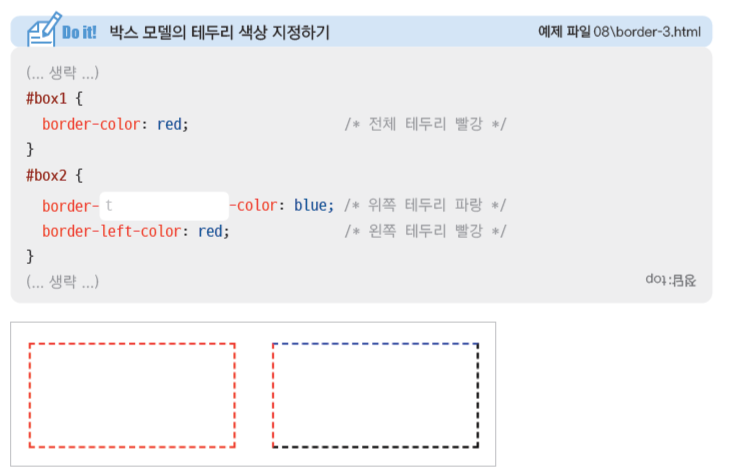 Do it! 박스 모델의 테두리 색상 지정하기 예제 파일 08\border-3.html
(... 생략 ...)
#box1 {
border-color: red; /* 전체 테두리 빨강 */
}
#box2 {
border- t -color: blue; /* 위쪽 테두리 파랑 */
border-left-color: red; /* 왼쪽 테두리 빨강 */
}
(... 생략 ...) 정답: top